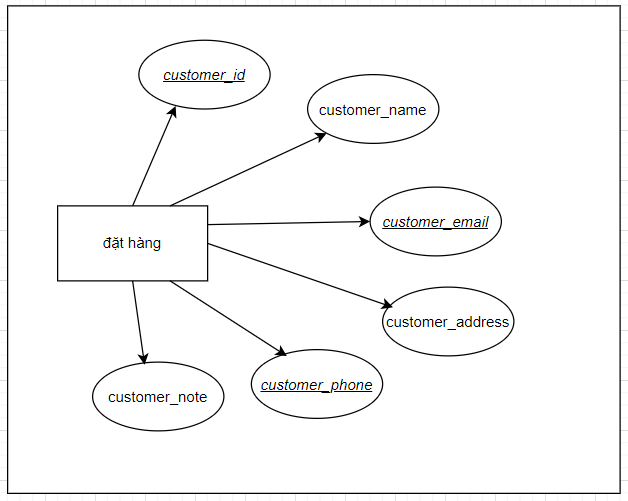 customer_id
customer_name
customer_email
đặt hàng
customer_address
customer_phone
customer_note